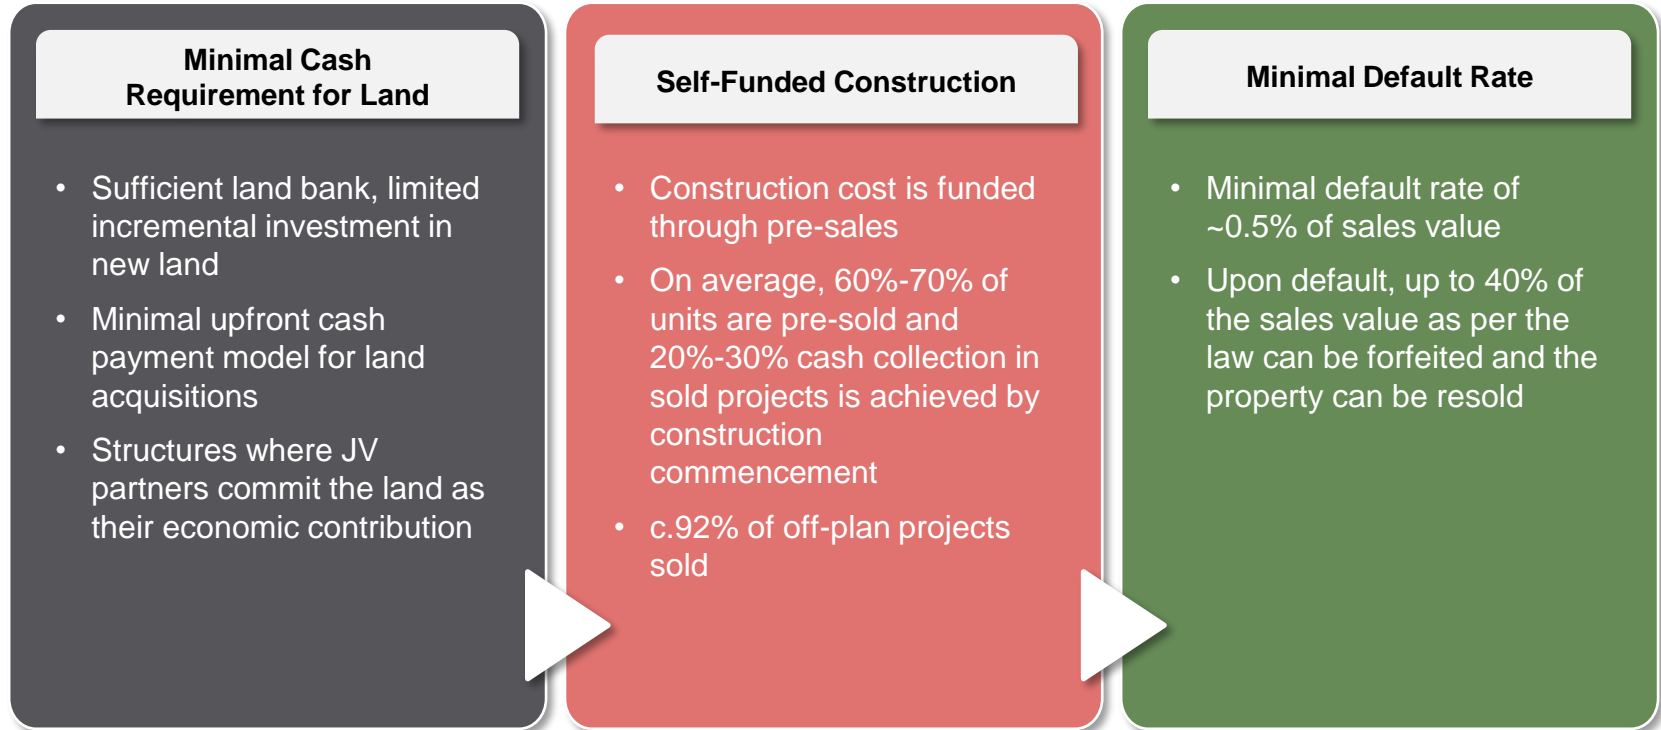 Minimal Cash
Requirement for Land
• Sufficient land bank, limited
incremental investment in
new land
• Minimal upfront cash
payment model for land
acquisitions
• Structures where JV
partners commit the land as
their economic contribution
Self-Funded Construction
• Construction cost is funded
through pre-sales
• On average, 60%-70% of
units are pre-sold and
20%-30% cash collection in
sold projects is achieved by
construction
commencement
• c.92% of off-plan projects
sold
Minimal Default Rate
• Minimal default rate of
~0.5% of sales value
• Upon default, up to 40% of
the sales value as per the
law can be forfeited and the
property can be resold